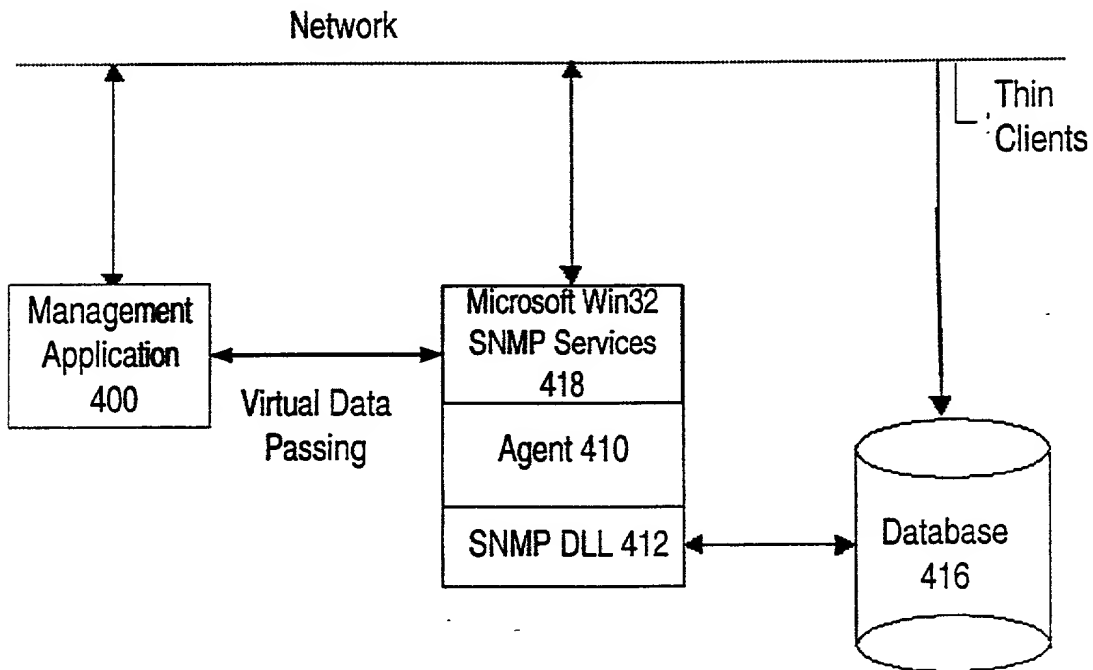 Network
Thin
Clients
Management
Application
400
Virtual Data
Passing
Microsoft Win32
SNMP Services
418
Agent 410
SNMP DLL 412
Database
416